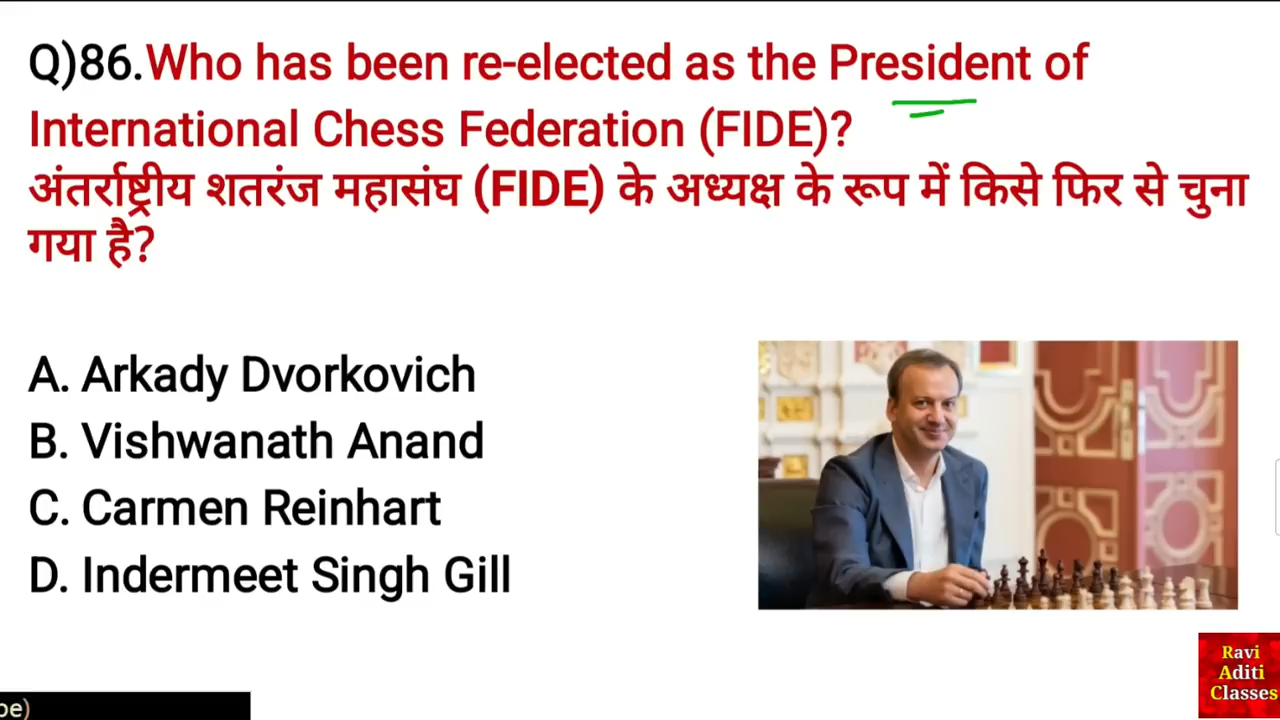 Q)86.Who has been re-elected as the President of
International Chess Federation (FIDE)?
अंतर्राष्ट्रीय शतरंज महासंघ (FIDE) के अध्यक्ष के रूप में किसे फिर से चुना
गया है?
A. Arkady Dvorkovich
B. Vishwanath Anand
C. Carmen Reinhart
D. Indermeet Singh Gill
Ravi
Aditi
Classes